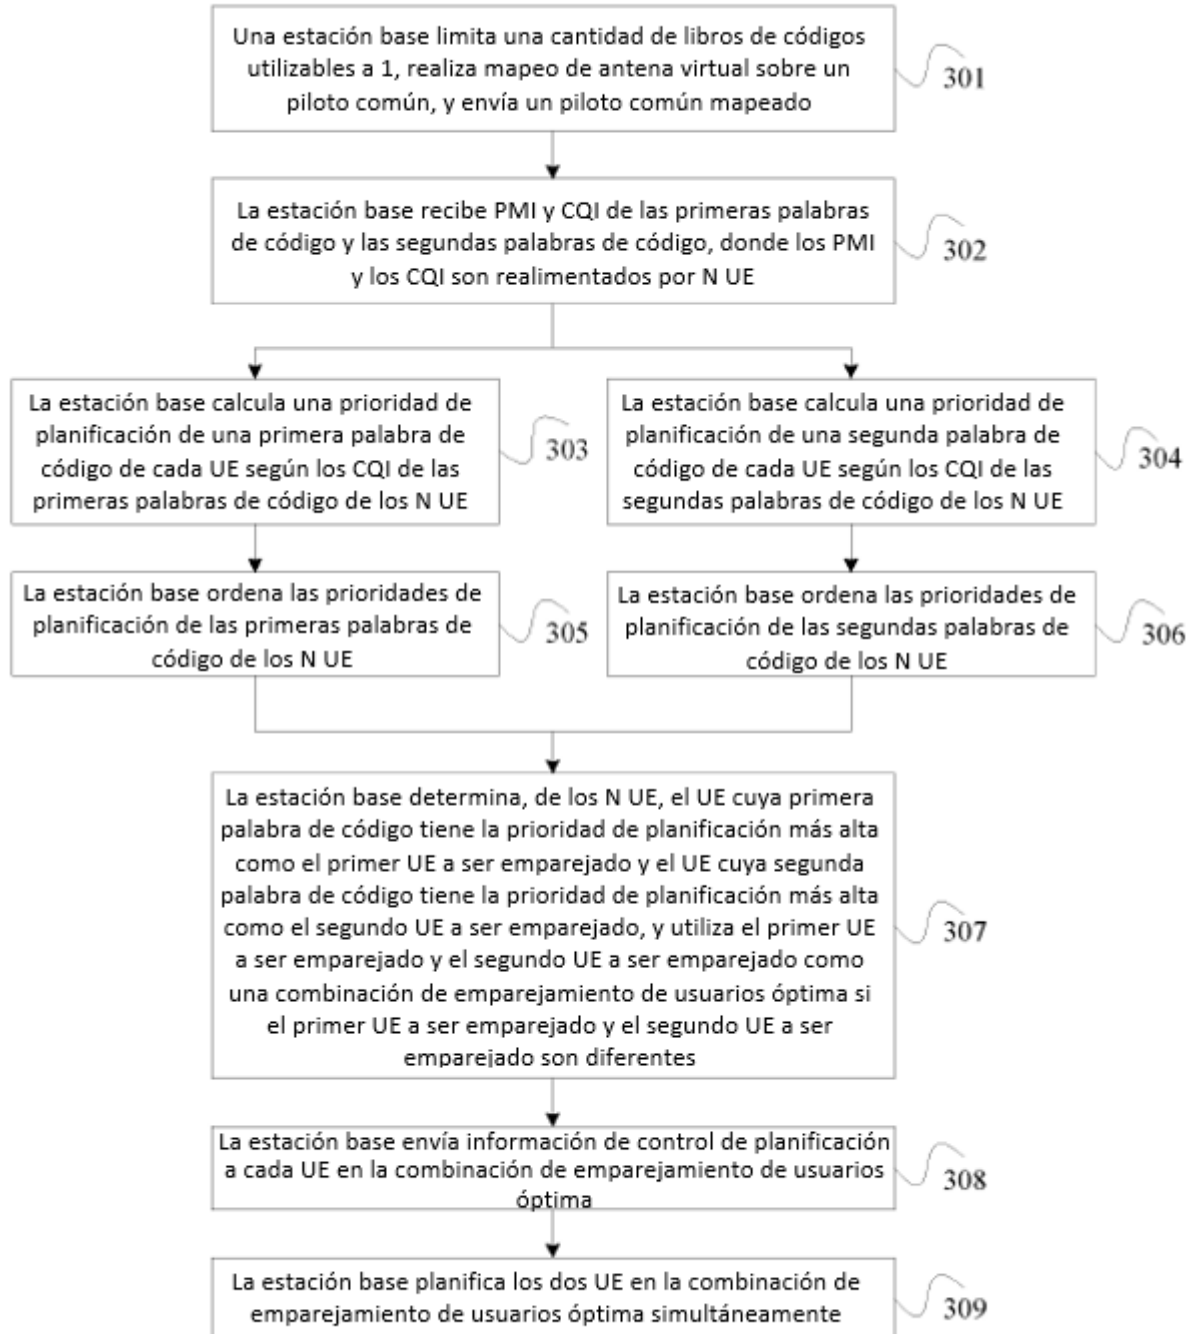 Una estación base limita una cantidad de libros de códigos
utilizables a 1, realiza mapeo de antena virtual sobre un
piloto común, y envía un piloto común mapeado
301
La estación base recibe PMI y CQI de las primeras palabras
de código y las segundas palabras de código, donde los PMI
y los CQI son realimentados por N UE
302
La estación base calcula una prioridad de
planificación de una primera palabra de
código de cada UE según los CQI de las
primeras palabras de código de los N UE
303
La estación base calcula una prioridad de
planificación de una segunda palabra de
código de cada UE según los CQI de las
segundas palabras de código de los N UE
304
La estación base ordena las prioridades de
planificación de las primeras palabras de
código de los N UE
305
La estación base ordena las prioridades de
planificación de las segundas palabras de
código de los N UE
306
La estación base determina, de los N UE, el UE cuya primera
palabra de código tiene la prioridad de planificación más alta
como el primer UE a ser emparejado y el UE cuya segunda
palabra de código tiene la prioridad de planificación más alta
como el segundo UE a ser emparejado, y utiliza el primer UE
a ser emparejado y el segundo UE a ser emparejado como
una combinación de emparejamiento de usuarios óptima si
el primer UE a ser emparejado y el segundo UE a ser
emparejado son diferentes
307
La estación base envía información de control de planificación
a cada UE en la combinación de emparejamiento de usuarios
óptima
308
La estación base planifica los dos UE en la combinación de
emparejamiento de usuarios óptima simultáneamente
309